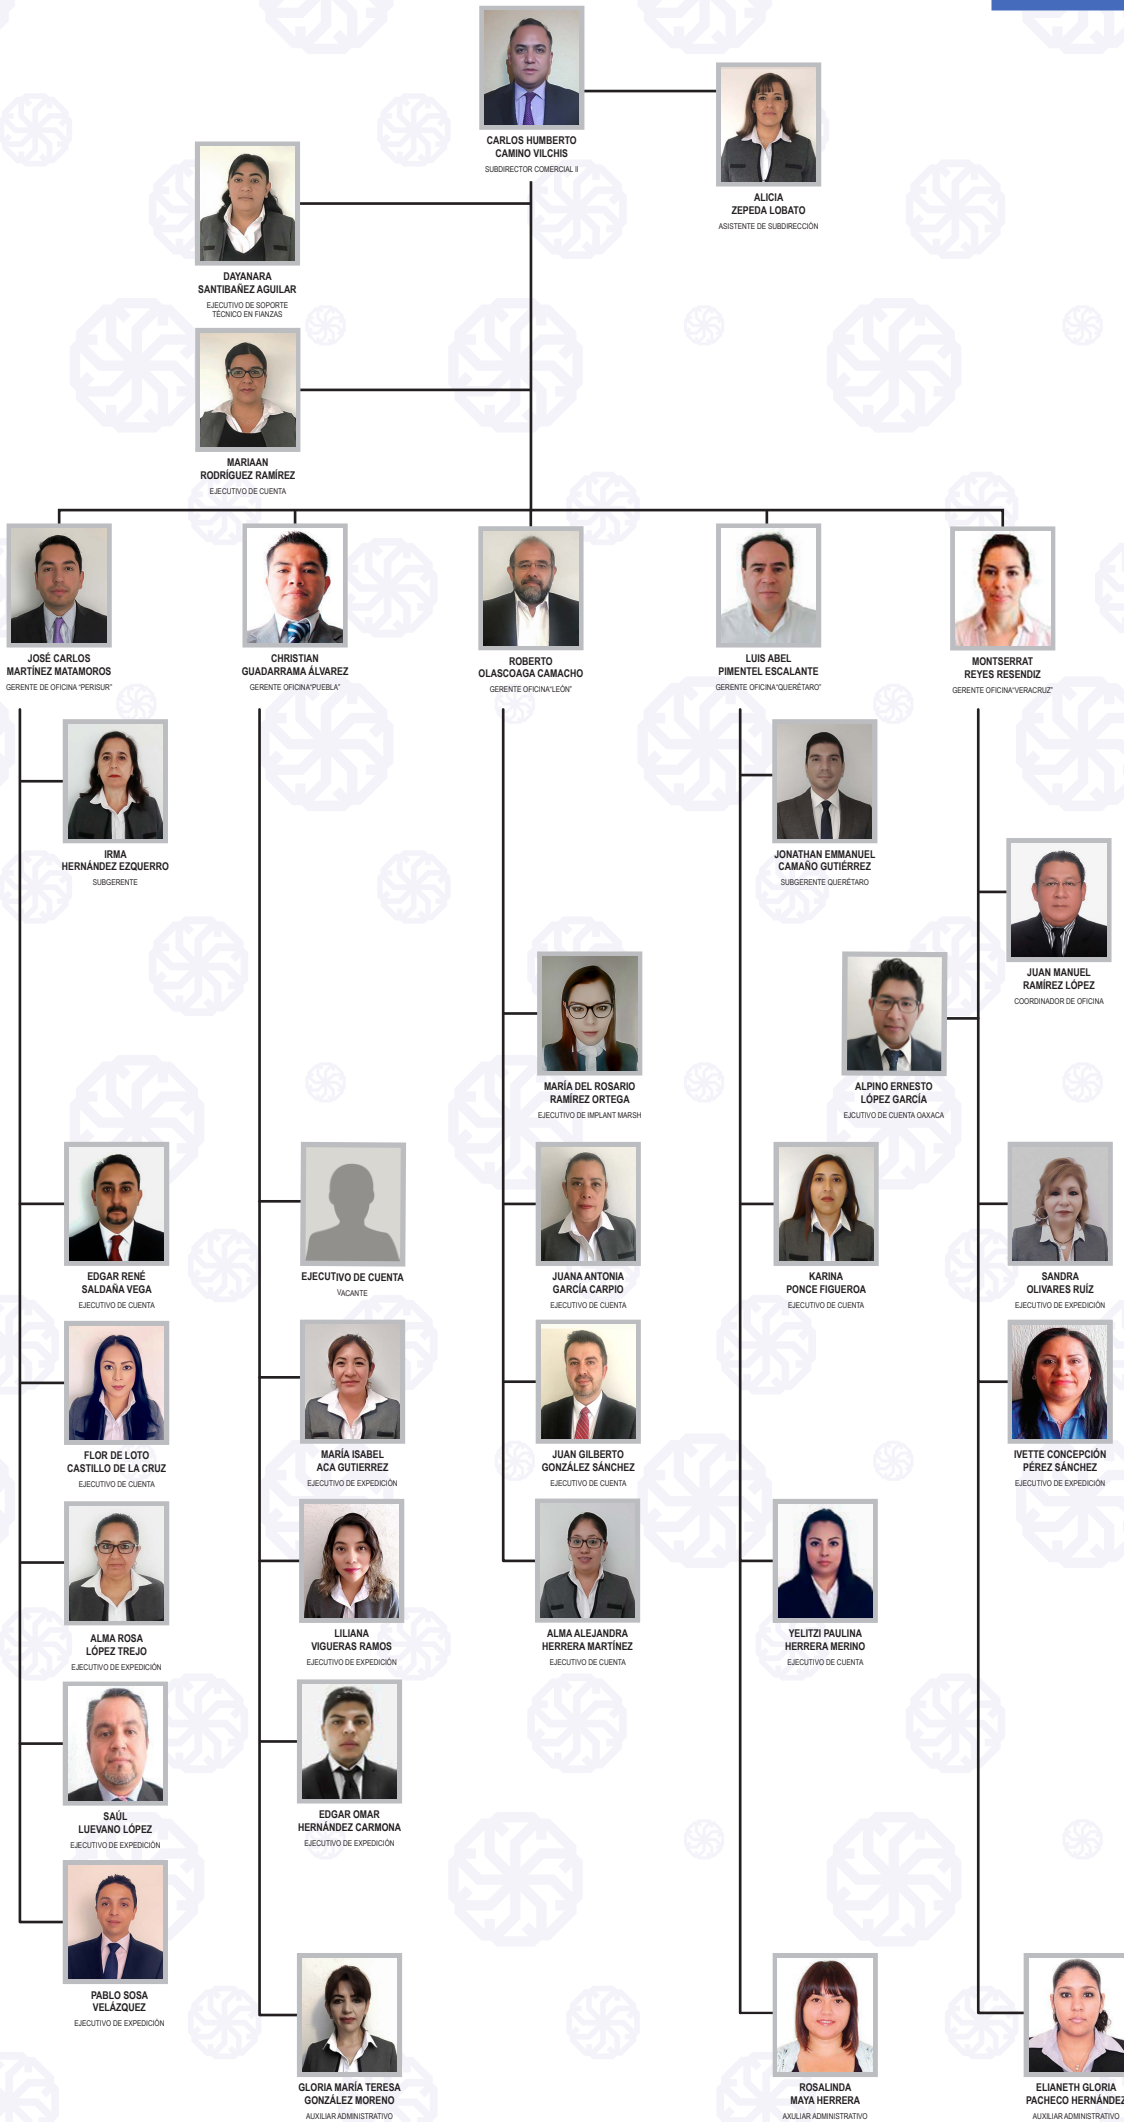 CARLOS HUMBERTO
CAMINO VILCHIS
SUBDIRECTOR COMERCIAL II
ALICIA
ZEPEDA LOBATO
ASISTENTE DE SUBDIRECCIÓN
DAYANARA
SANTIBAÑEZ AGUILAR
EJECUTIVO DE SOPORTE
TÉCNICO EN FIANZAS
MARIAAN
RODRÍGUEZ RAMÍREZ
EJECUTIVO DE CUENTA
JOSÉ CARLOS
MARTÍNEZ MATAMOROS
GERENTE DE OFICINA "PERISUR"
CHRISTIAN
GUADARRAMA ÁLVAREZ
GERENTE OFICINA"PUEBLA"
ROBERTO
OLASCOAGA CAMACHO
GERENTE OFICINA"LEÓN"
LUIS ABEL
PIMENTEL ESCALANTE
GERENTE OFICINA"QUERÉTARO"
MONTSERRAT
REYES RESENDIZ
GERENTE OFICINA"VERACRUZ"
IRMA
HERNÁNDEZ EZQUERRO
SUBGERENTE
JONATHAN EMMANUEL
CAMAÑO GUTIÉRREZ
SUBGERENTE QUERÉTARO
JUAN MANUEL
RAMÍREZ LÓPEZ
COORDINADOR DE OFICINA
MARÍA DEL ROSARIO
RAMÍREZ ORTEGA
EJECUTIVO DE IMPLANT MARSH
ALPINO ERNESTO
LÓPEZ GARCÍA
EJCUTIVO DE CUENTA OAXACA
EDGAR RENÉ
SALDAÑA VEGA
EJECUTIVO DE CUENTA
EJECUTIVO DE CUENTA
VACANTE
JUANA ANTONIA
GARCÍA CARPIO
EJECUTIVO DE CUENTA
KARINA
PONCE FIGUEROA
EJECUTIVO DE CUENTA
SANDRA
OLIVARES RUÍZ
EJECUTIVO DE EXPEDICIÓN
FLOR DE LOTO
CASTILLO DE LA CRUZ
EJECUTIVO DE CUENTA
MARÍA ISABEL
ACA GUTIERREZ
EJECUTIVO DE EXPEDICIÓN
JUAN GILBERTO
GONZÁLEZ SÁNCHEZ
EJECUTIVO DE CUENTA
IVETTE CONCEPCIÓN
PÉREZ SÁNCHEZ
EJECUTIVO DE EXPEDICIÓN
ALMA ROSA
LÓPEZ TREJO
EJECUTIVO DE EXPEDICIÓN
LILIANA
VIGUERAS RAMOS
EJECUTIVO DE EXPEDICIÓN
ALMA ALEJANDRA
HERRERA MARTÍNEZ
EJECUTIVO DE CUENTA
YELITZI PAULINA
HERRERA MERINO
EJECUTIVO DE CUENTA
SAÚL
LUEVANO LÓPEZ
EJECUTIVO DE EXPEDICIÓN
EDGAR OMAR
HERNÁNDEZ CARMONA
EJECUTIVO DE EXPEDICIÓN
PABLO SOSA
VELÁZQUEZ
EJECUTIVO DE EXPEDICIÓN
GLORIA MARÍA TERESA
GONZÁLEZ MORENO
AUXILIAR ADMINISTRATIVO
ROSALINDA
MAYA HERRERA
AXULIAR ADMINISTRATIVO
ELIANETH GLORIA
PACHECO HERNÁNDEZ
AUXILIAR ADMINISTRATIVO